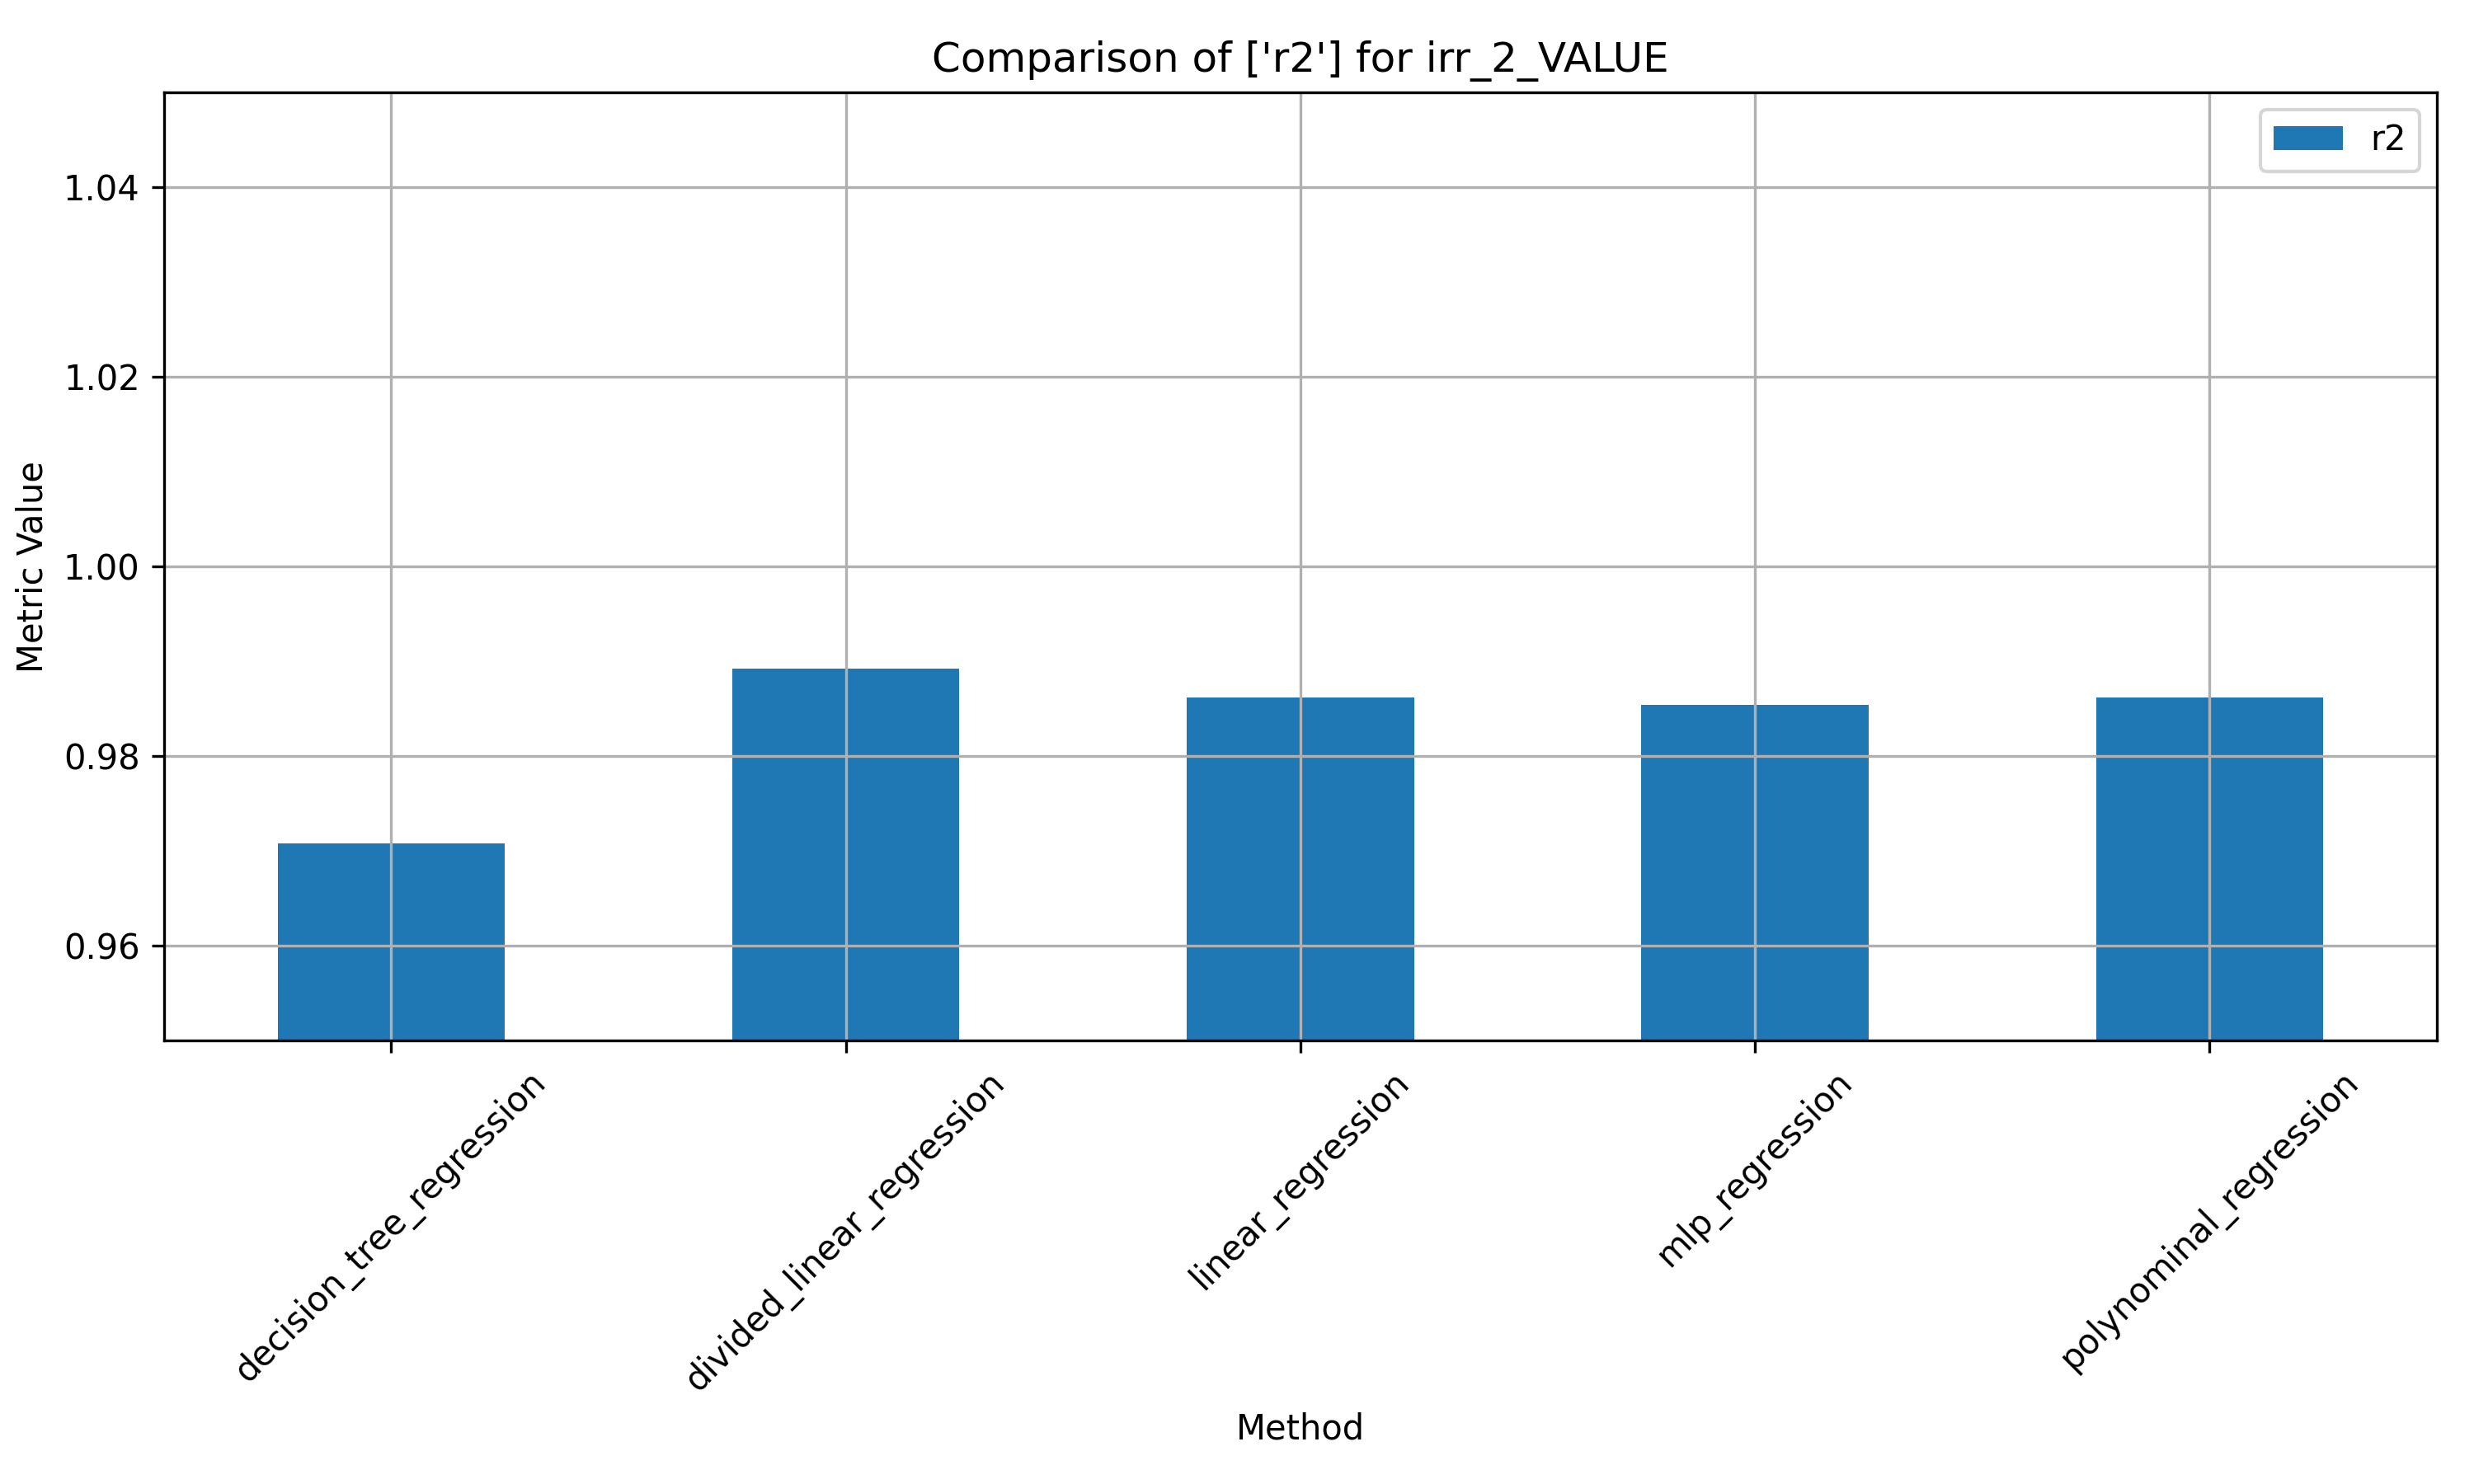 Comparison of ['r2'] for irr_2_VALUE
r2
1.04
1.02
1.00
0.98
0.96
Metric Value
decision_tree_regression
divided_linear_regression
linear_regression
mlp_regression
polynominal_regression
Method